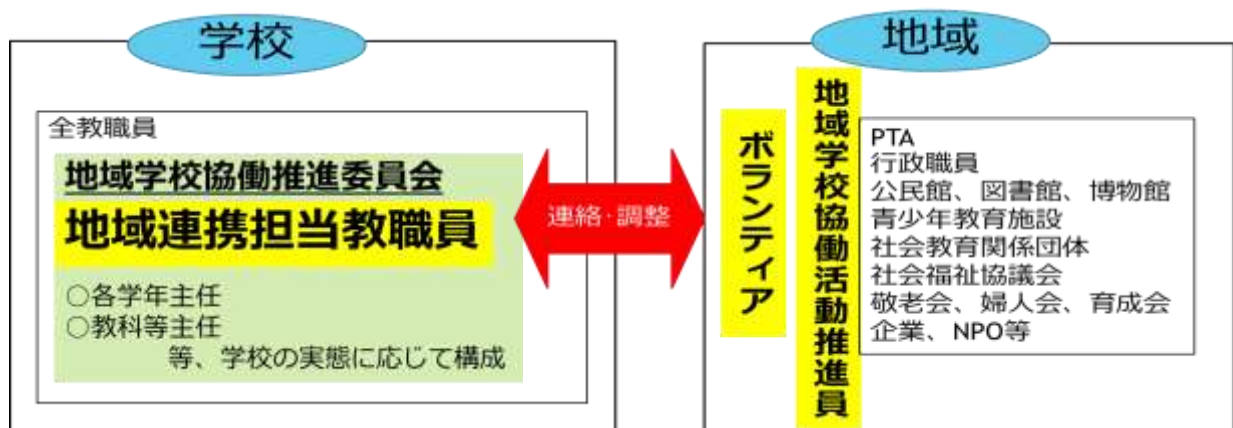 学校
全教職員
地域学校協働推進委員会
地域連携担当教職員
○各学年主任
○教科等主任
等、学校の実態に応じて構成
連絡・調整
地域
ボランティア
地域学校協働活動推進員
PTA
行政職員
公民館、図書館、博物館
青少年教育施設
社会教育関係団体
社会福祉協議会
敬老会、婦人会、育成会
企業、NPO等